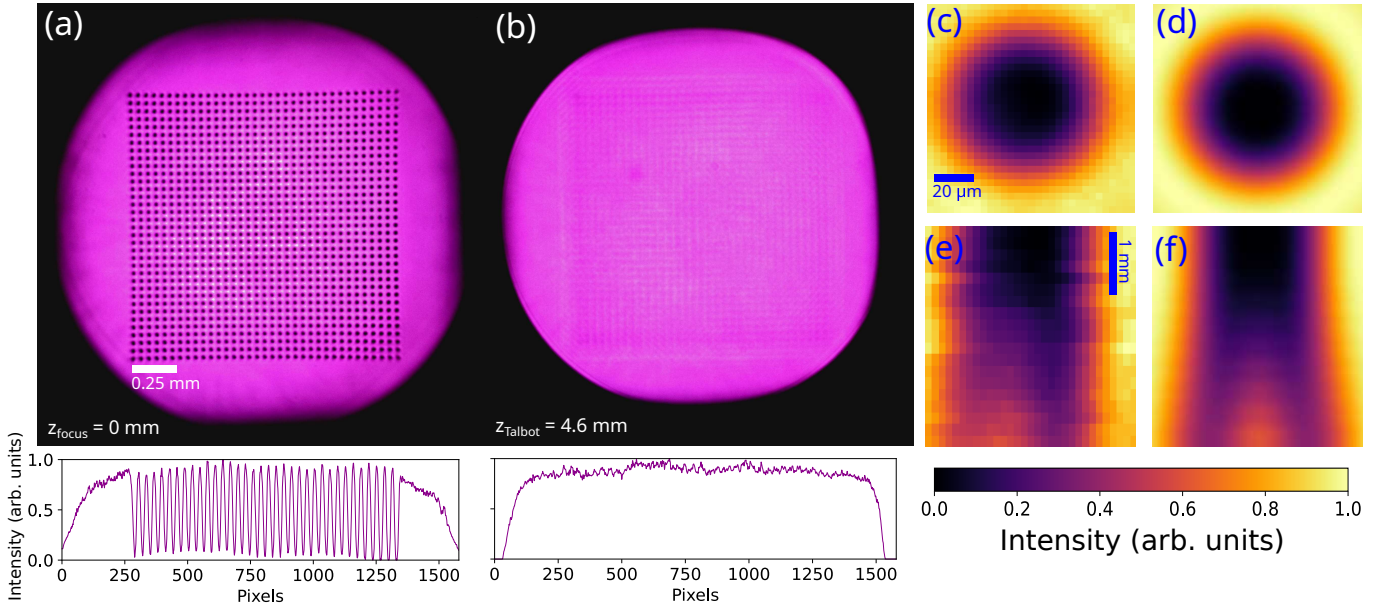 (a)
(b)
0.25 mm
z_focus = 0 mm
z_Talbot = 4.6 mm
(c)
(d)
20 µm
(e)
1 mm
(f)
Intensity (arb. units)
1.0
0.5
0.0
0 250 500 750 1000 1250 1500
Pixels
0 250 500 750 1000 1250 1500
Pixels
0.0 0.2 0.4 0.6 0.8 1.0
Intensity (arb. units)